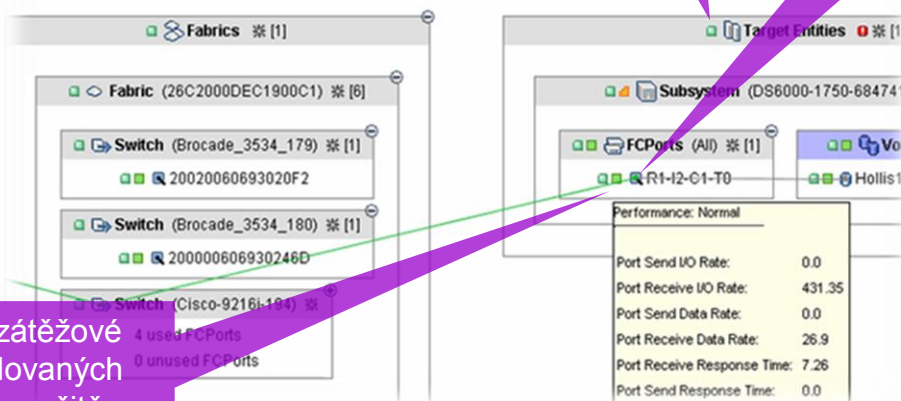 Fabrics [1]
Fabric (26C2000DEC1900C1) [6]
Switch (Brocade_3534_179) [1]
20020060693020F2
Switch (Brocade_3534_180) [1]
200000606930246D
Switch (Cisco-9216i-194)
4 used FCPorts
0 unused FCPorts
zátěžové
Target Entities [1
Subsystem (DS6000-1750-684741
FCPorts (All) [1]
R1-I2-C1-T0
Vo
Hollis1
Performance: Normal
Port Send I/O Rate: 0.0
Port Receive I/O Rate: 431.35
Port Send Data Rate: 0.0
Port Receive Data Rate: 26.9
Port Receive Response Time: 7.26
Port Send Response Time: 0.0